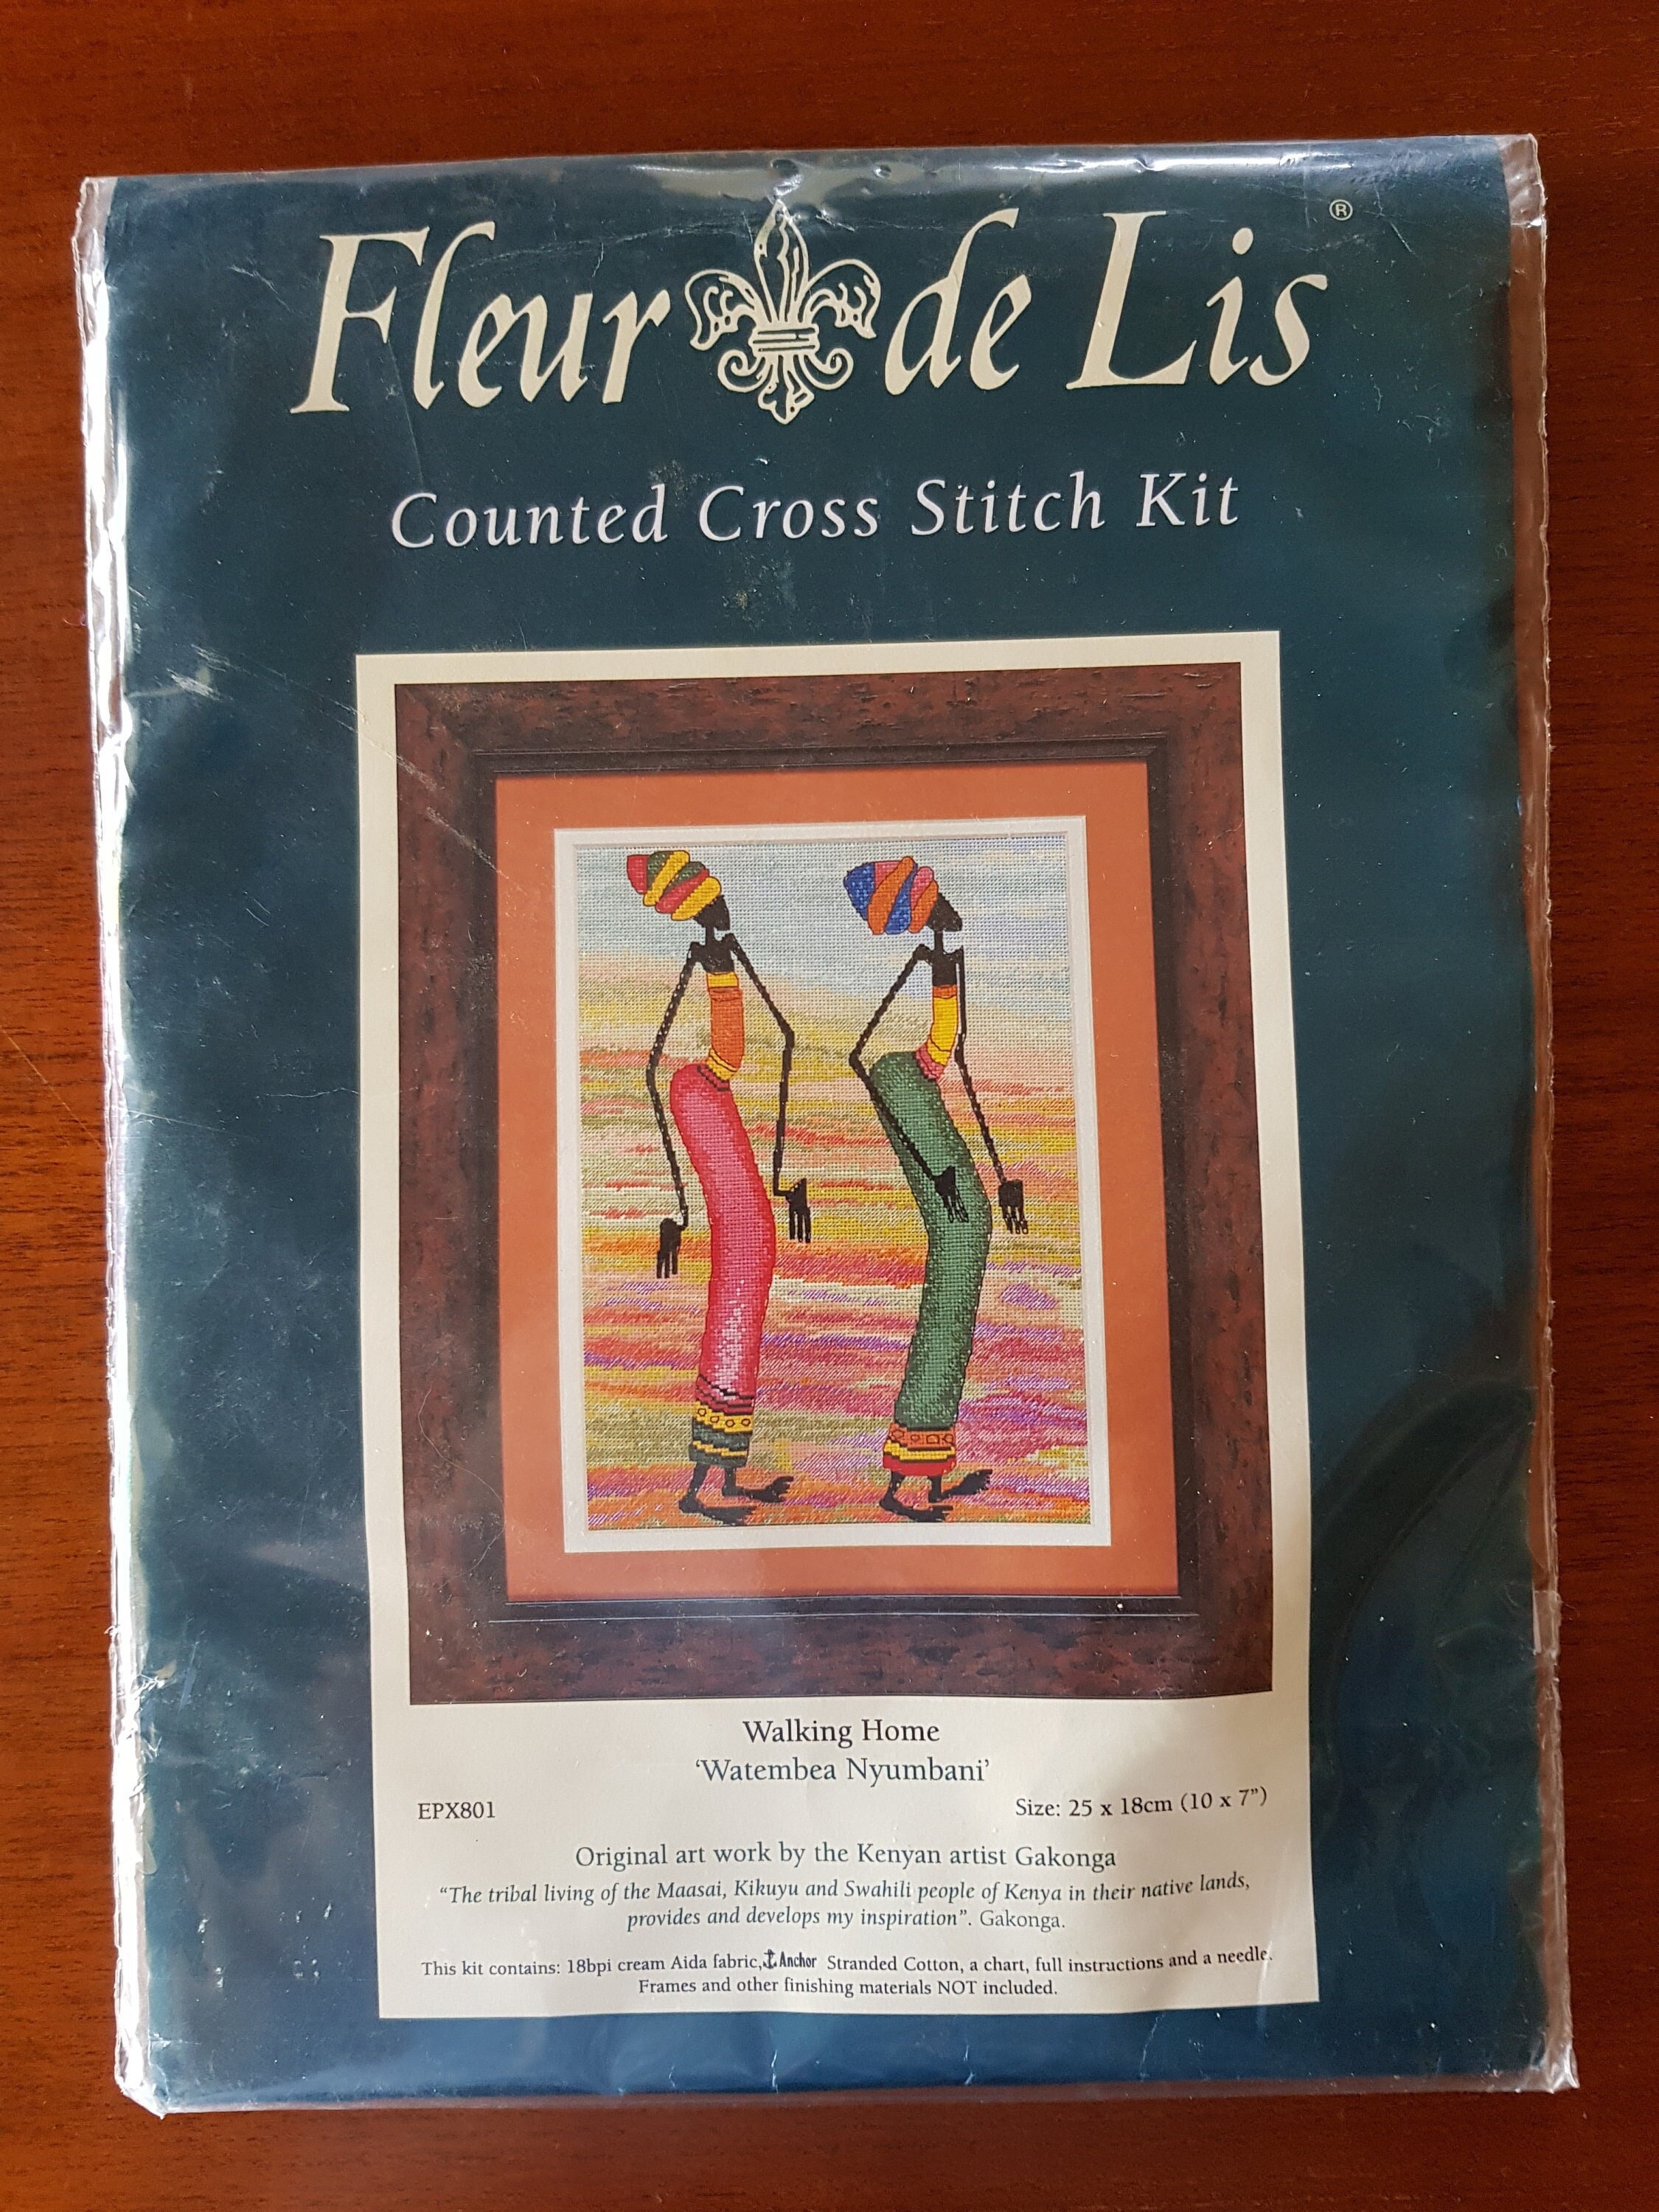 Fleur de Lis ®
Counted Cross Stitch Kit
Walking Home
‘Watembea Nyumbani’
EPX801
Size: 25 x 18cm (10 x 7”)
Original art work by the Kenyan artist Gakonga
“The tribal living of the Maasai, Kikuyu and Swahili people of Kenya in their native lands,
provides and develops my inspiration”. Gakonga.
This kit contains: 18bpi cream Aida fabric, Anchor Stranded Cotton, a chart, full instructions and a needle.
Frames and other finishing materials NOT included.